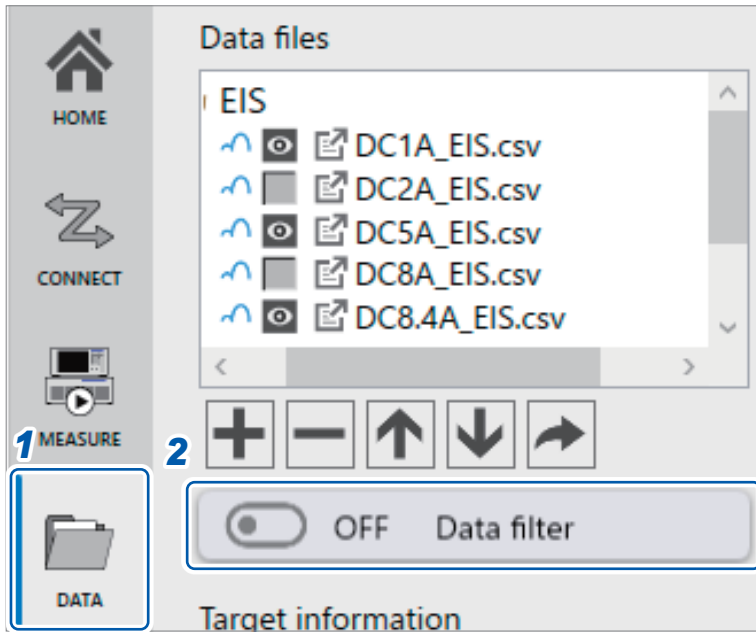 HOME
CONNECT
MEASURE
1
DATA
Data files
EIS
DC1A_EIS.csv
DC2A_EIS.csv
DC5A_EIS.csv
DC8A_EIS.csv
DC8.4A_EIS.csv
2
OFF Data filter
Target information